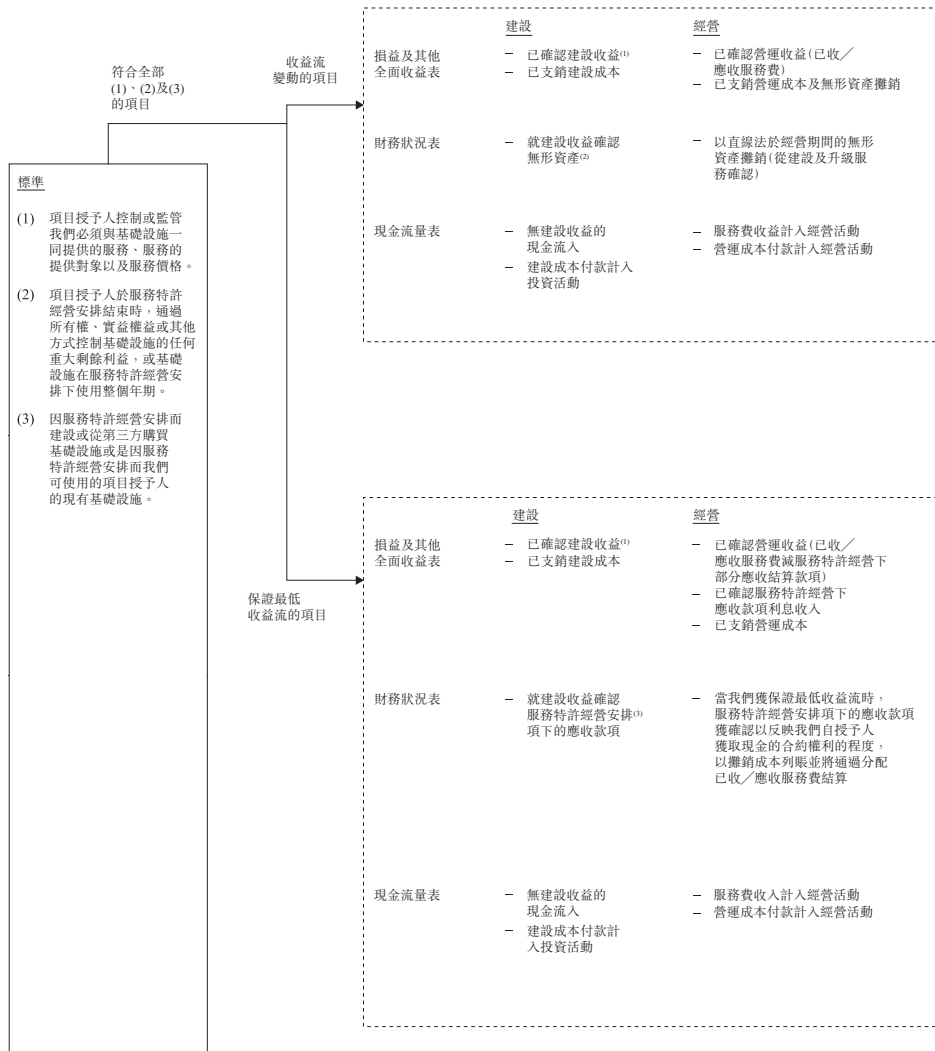 符合全部
(1)、(2)及(3)
的項目
標準
(1) 項目授予人控制或監管
我們必須與基礎設施一
同提供的服務、服務的
提供對象以及服務價格。
(2) 項目授予人於服務特許
經營安排結束時，通過
所有權、實益權益或其他
方式控制基礎設施的任何
重大剩餘利益，或基礎
設施在服務特許經營安
排下使用整個年期。
(3) 因服務特許經營安排而
建設或從第三方購買
基礎設施或是因服務
特許經營安排而我們
可使用的項目授予人
的現有基礎設施。
收益流
變動的項目
建設
經營
損益及其他
全面收益表
– 已確認建設收益(1)
– 已支銷建設成本
– 已確認營運收益(已收／
應收服務費)
– 已支銷營運成本及無形資產攤銷
財務狀況表
– 就建設收益確認
無形資產(2)
– 以直線法於經營期間的無形
資產攤銷(從建設及升級服
務確認)
現金流量表
– 無建設收益的
現金流入
– 建設成本付款計入
投資活動
– 服務費收益計入經營活動
– 營運成本付款計入經營活動
保證最低
收益流的項目
建設
經營
損益及其他
全面收益表
– 已確認建設收益(1)
– 已支銷建設成本
– 已確認營運收益(已收／
應收服務費減服務特許經營下
部分應收結算款項)
– 已確認服務特許經營下
應收款項利息收入
– 已支銷營運成本
財務狀況表
– 就建設收益確認
服務特許經營安排(3)
項下的應收款項
– 當我們獲保證最低收益流時，
服務特許經營安排項下的應收款項
獲確認以反映我們自授予人
獲取現金的合約權利的程度，
以攤銷成本列賬並將通過分配
已收／應收服務費結算
現金流量表
– 無建設收益的
現金流入
– 建設成本付款計
入投資活動
– 服務費收入計入經營活動
– 營運成本付款計入經營活動